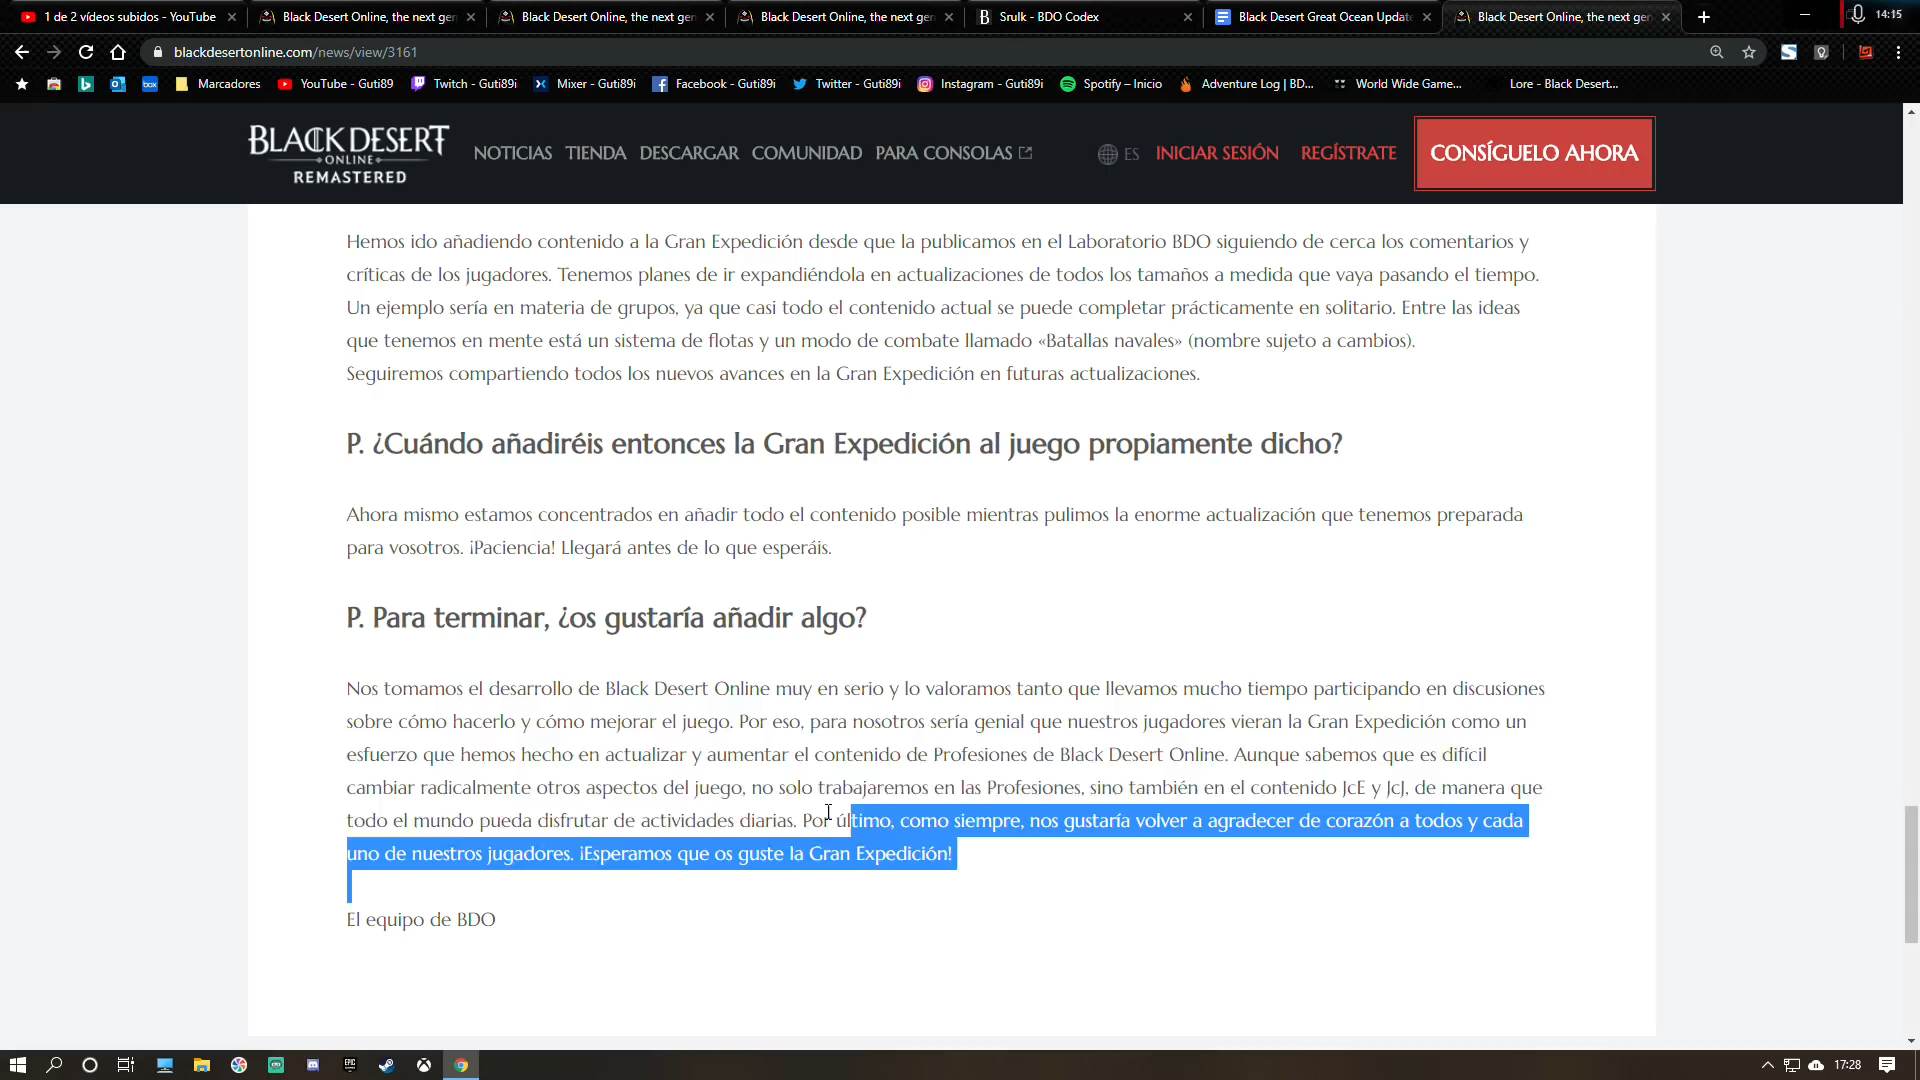 1 de 2 vídeos subidos - YouTube
Black Desert Online, the next gen
Black Desert Online, the next gen
Black Desert Online, the next gen
Srulk - BDO Codex
Black Desert Great Ocean Update
Black Desert Online, the next gen
14:15
blackdesertonline.com/news/view/3161
Marcadores
YouTube - Guti89
Twitch - Guti89i
Mixer - Guti89i
Facebook - Guti89i
Twitter - Guti89i
Instagram - Guti89i
Spotify – Inicio
Adventure Log | BD...
World Wide Game...
Lore - Black Desert...
BLACK DESERT
ONLINE
REMASTERED
NOTICIAS
TIENDA
DESCARGAR
COMUNIDAD
PARA CONSOLAS
ES
INICIAR SESIÓN
REGÍSTRATE
CONSÍGUELO AHORA
Hemos ido añadiendo contenido a la Gran Expedición desde que la publicamos en el Laboratorio BDO siguiendo de cerca los comentarios y
críticas de los jugadores. Tenemos planes de ir expandiéndola en actualizaciones de todos los tamaños a medida que vaya pasando el tiempo.
Un ejemplo sería en materia de grupos, ya que casi todo el contenido actual se puede completar prácticamente en solitario. Entre las ideas
que tenemos en mente está un sistema de flotas y un modo de combate llamado «Batallas navales» (nombre sujeto a cambios).
Seguiremos compartiendo todos los nuevos avances en la Gran Expedición en futuras actualizaciones.
P. ¿Cuándo añadiréis entonces la Gran Expedición al juego propiamente dicho?
Ahora mismo estamos concentrados en añadir todo el contenido posible mientras pulimos la enorme actualización que tenemos preparada
para vosotros. ¡Paciencia! Llegará antes de lo que esperáis.
P. Para terminar, ¿os gustaría añadir algo?
Nos tomamos el desarrollo de Black Desert Online muy en serio y lo valoramos tanto que llevamos mucho tiempo participando en discusiones
sobre cómo hacerlo y cómo mejorar el juego. Por eso, para nosotros sería genial que nuestros jugadores vieran la Gran Expedición como un
esfuerzo que hemos hecho en actualizar y aumentar el contenido de Profesiones de Black Desert Online. Aunque sabemos que es difícil
cambiar radicalmente otros aspectos del juego, no solo trabajaremos en las Profesiones, sino también en el contenido JcE y JcJ, de manera que
todo el mundo pueda disfrutar de actividades diarias. Por último, como siempre, nos gustaría volver a agradecer de corazón a todos y cada
uno de nuestros jugadores. ¡Esperamos que os guste la Gran Expedición!
El equipo de BDO
17:28